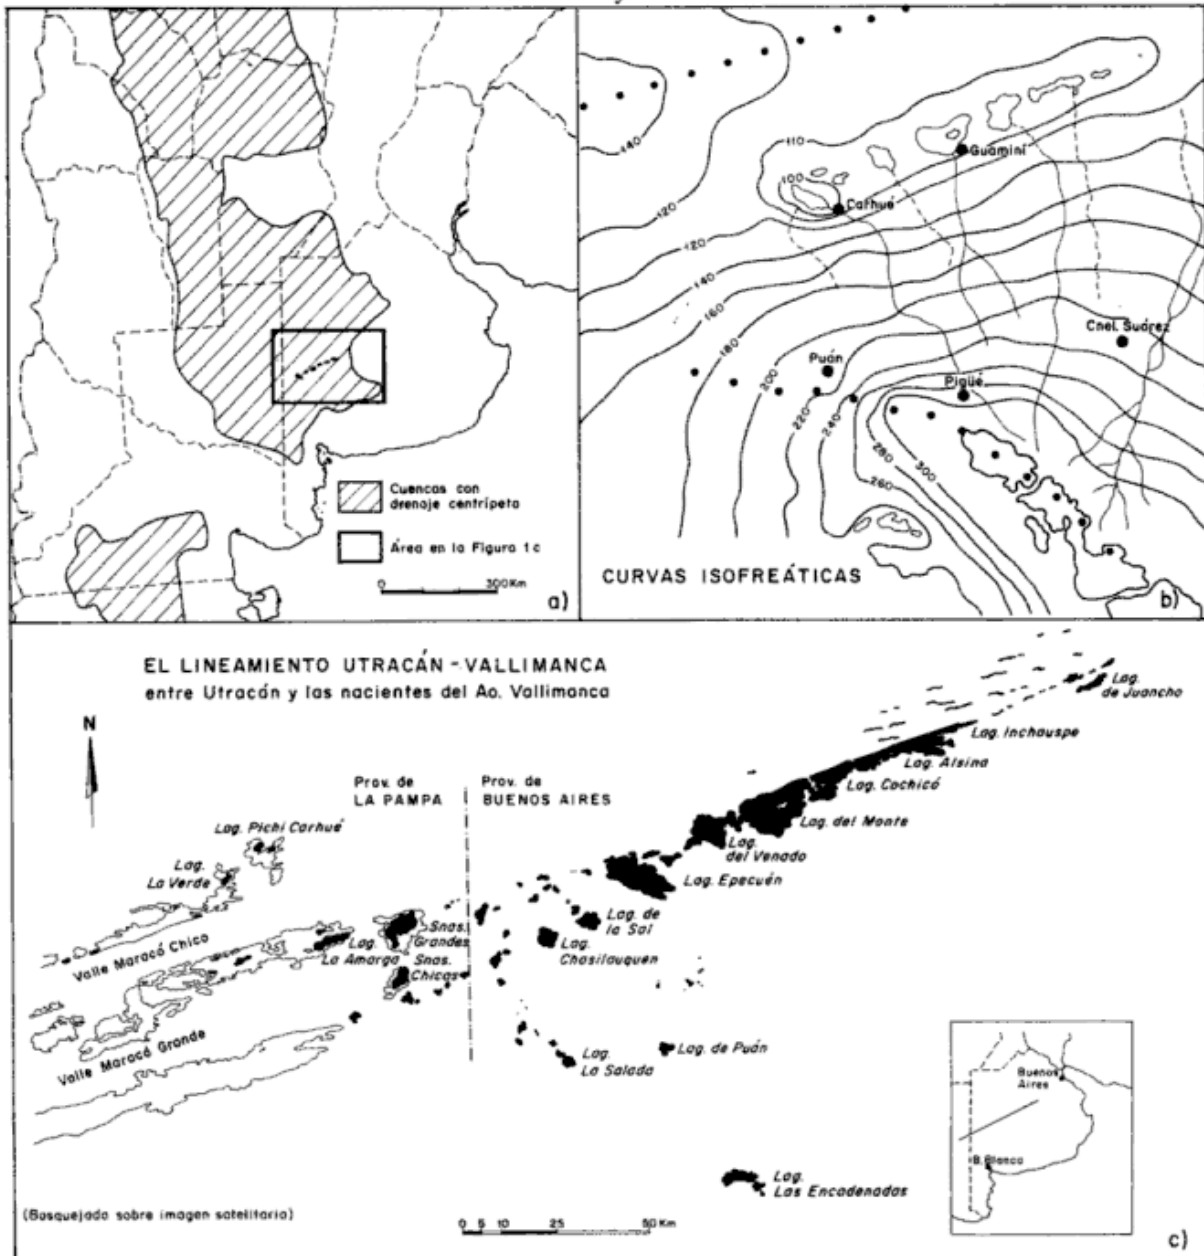 Cuencas con
drenaje centrípeta
Área en la Figura 1c
0 300 Km
a)
140
120
110
100
Guaminí
Carhué
120
140
160
180
200
220
240
280
300
260
Puán
Pigüé
Cnel. Suárez
CURVAS ISOFREÁTICAS
b)
EL LINEAMIENTO UTRACÁN-VALLIMANCA
entre Utracán y las nacientes del Ao. Vallimanca
N
Prov. de
LA PAMPA
Prov. de
BUENOS AIRES
Lag.
de Juancho
Lag. Inchauspe
Lag. Alsina
Lag. Cochicó
Lag. del Monte
Lag.
del Venado
Lag. Epecuén
Lag. Pichi Carhué
Lag.
La Verde
Valle Maracó Chico
Lag.
La Amarga
Snas.
Grandes
Snas.
Chicas
Lag. de
la Sal
Lag.
Chasilauquen
Valle Maracó Grande
Lag.
La Salada
Lag. de Puán
Lag.
Las Encadenadas
Buenos
Aires
B. Blanca
(Bosquejado sobre imagen satelitaria)
0 5 10 25 50 Km
c)